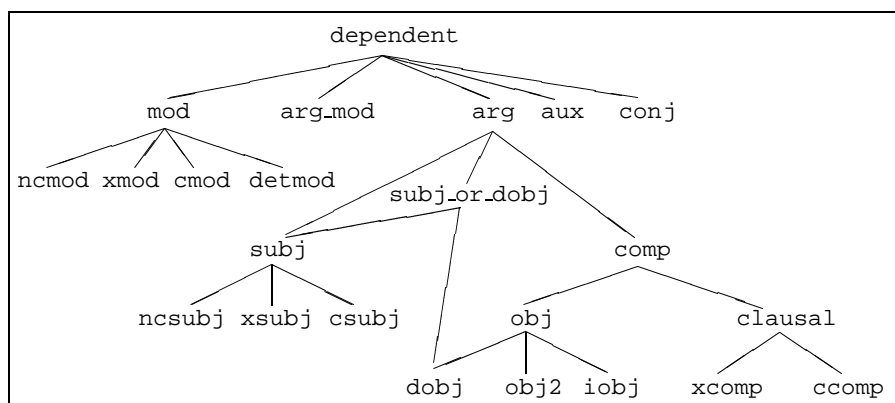 dependent
mod arg_mod arg aux conj
ncmod xmod cmod detmod
subj_or_dobj
subj comp
ncsubj xsubj csubj obj clausal
dobj obj2 iobj xcomp ccomp